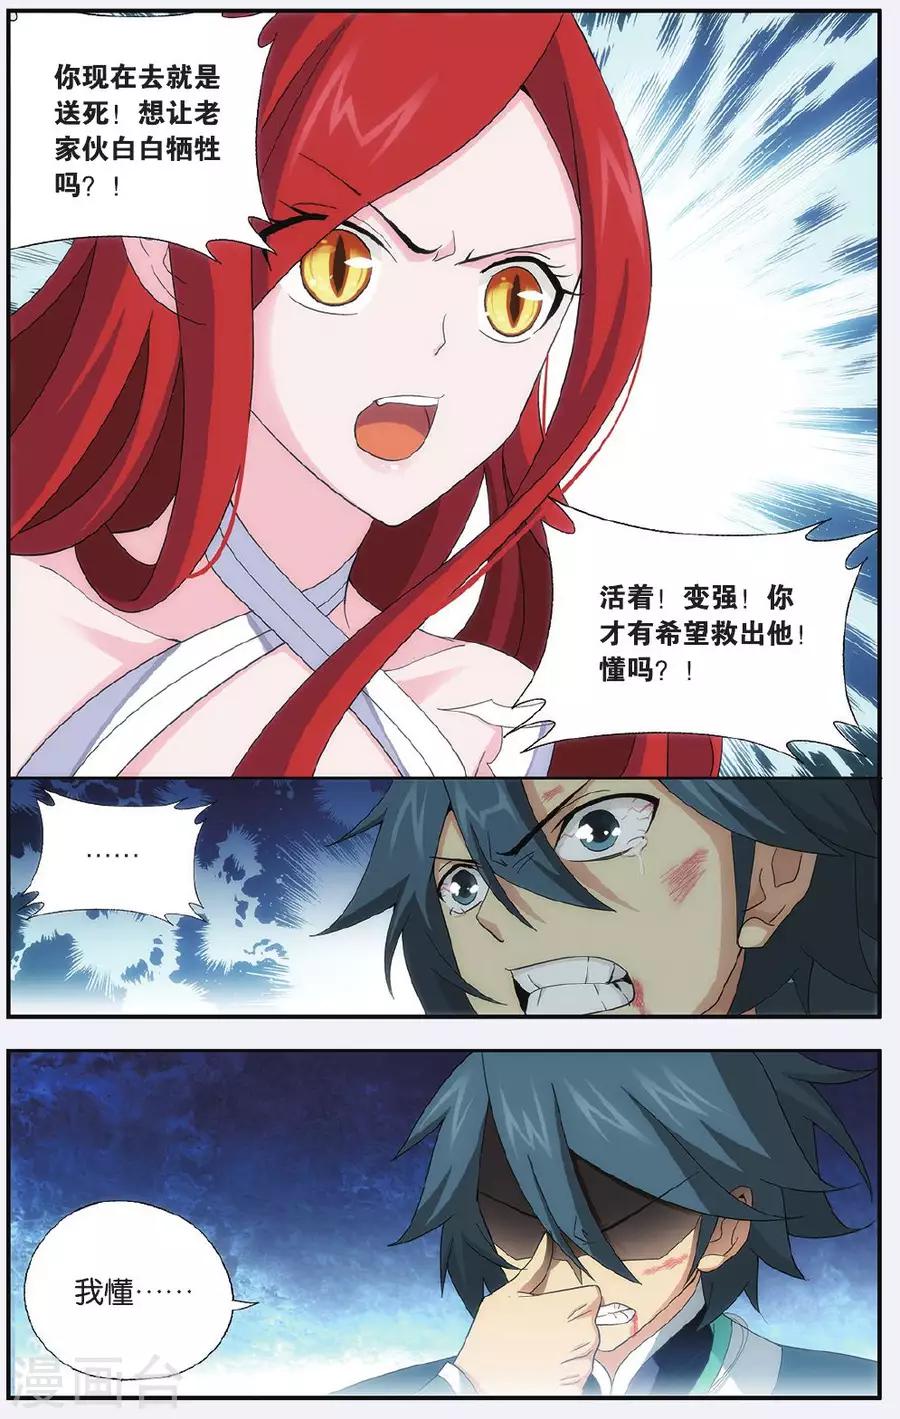 你现在去就是
送死！想让老
家伙白白牺牲
吗？！
活着！变强！你
才有希望救出他！
懂吗？！
……
我懂……
漫画台